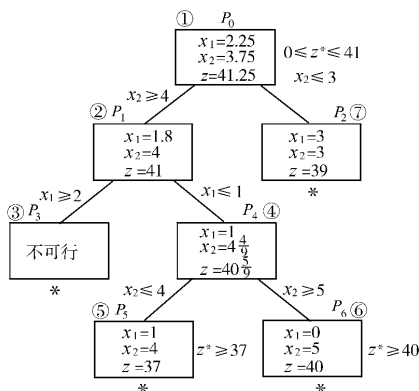 ① P₀
x₁=2.25
x₂=3.75
z=41.25
0≤z*≤41
x₂≥4
x₂≤3
② P₁
x₁=1.8
x₂=4
z=41
P₂⑦
x₁=3
x₂=3
z=39
*
x₁≥2
x₁≤1
③ P₃
不可行
*
P₄ ④
x₁=1
x₂=4 4/9
z=40 5/9
x₂≤4
x₂≥5
⑤ P₅
x₁=1
x₂=4
z=37
z*≥37
*
P₆ ⑥
x₁=0
x₂=5
z=40
z*≥40
*